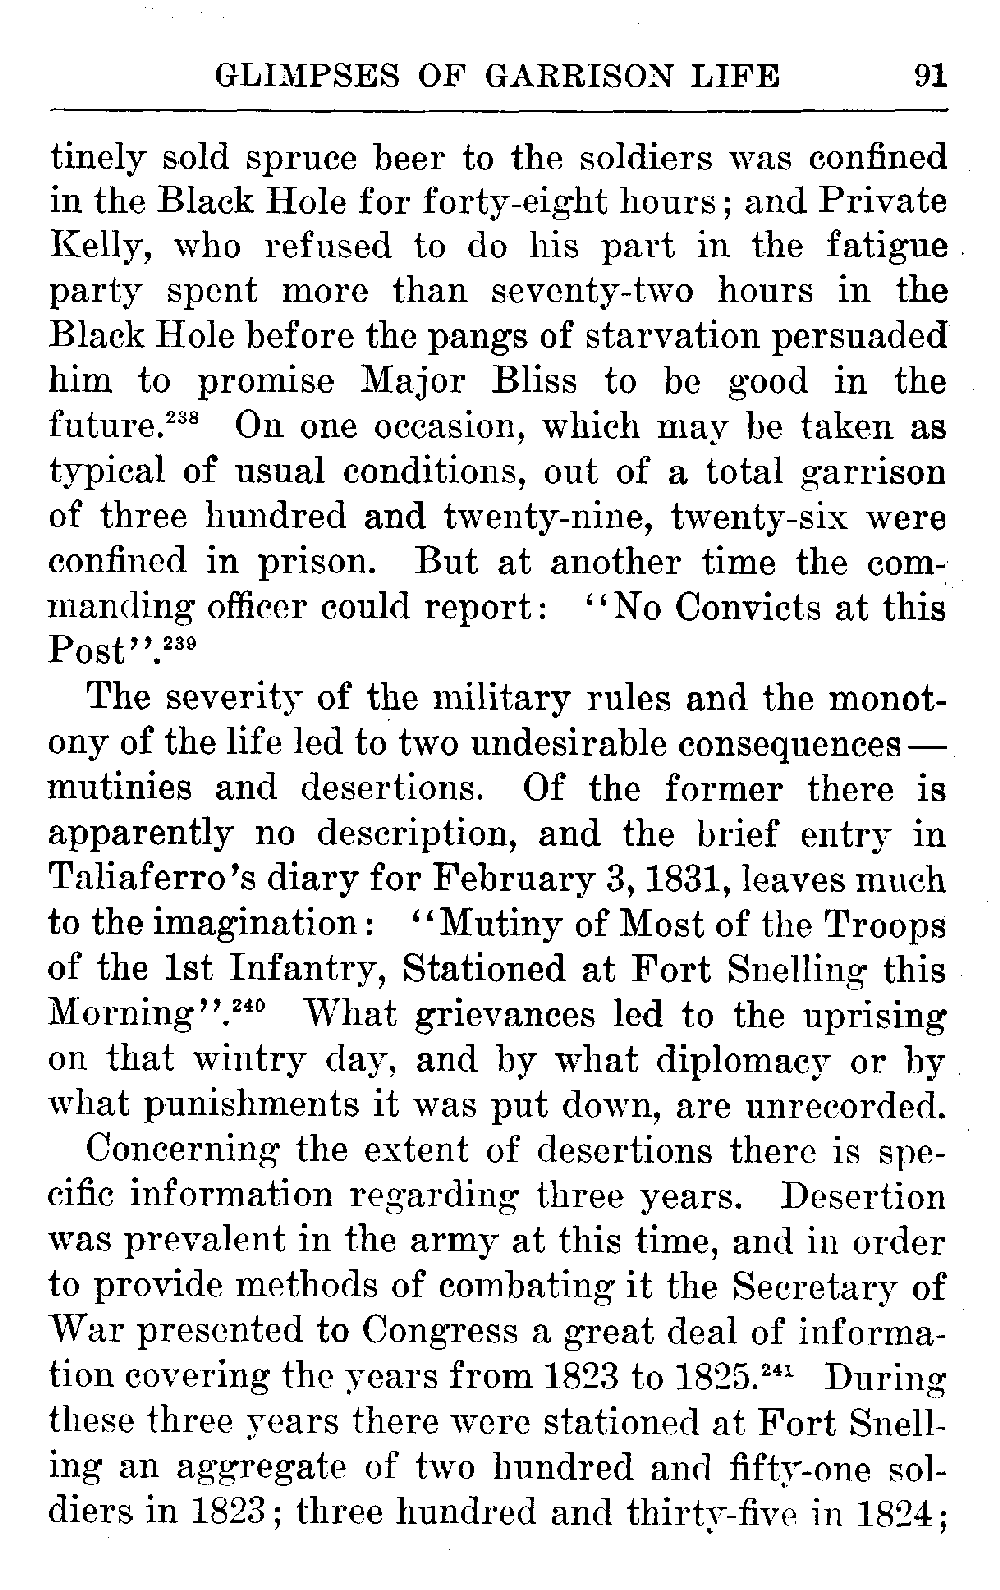 GLIMPSES OF GARRISON LIFE 91
tinely sold spruce beer to the soldiers was confined
in the Black Hole for forty-eight hours; and Private
Kelly, who refused to do his part in the fatigue
party spent more than seventy-two hours in the
Black Hole before the pangs of starvation persuaded
him to promise Major Bliss to be good in the
future.²³⁸ On one occasion, which may be taken as
typical of usual conditions, out of a total garrison
of three hundred and twenty-nine, twenty-six were
confined in prison. But at another time the com-
manding officer could report: ‘‘No Convicts at this
Post’’.²³⁹
The severity of the military rules and the monot-
ony of the life led to two undesirable consequences —
mutinies and desertions. Of the former there is
apparently no description, and the brief entry in
Taliaferro’s diary for February 3, 1831, leaves much
to the imagination: ‘‘Mutiny of Most of the Troops
of the 1st Infantry, Stationed at Fort Snelling this
Morning’’.²⁴⁰ What grievances led to the uprising
on that wintry day, and by what diplomacy or by
what punishments it was put down, are unrecorded.
Concerning the extent of desertions there is spe-
cific information regarding three years. Desertion
was prevalent in the army at this time, and in order
to provide methods of combating it the Secretary of
War presented to Congress a great deal of informa-
tion covering the years from 1823 to 1825.²⁴¹ During
these three years there were stationed at Fort Snell-
ing an aggregate of two hundred and fifty-one sol-
diers in 1823; three hundred and thirty-five in 1824;